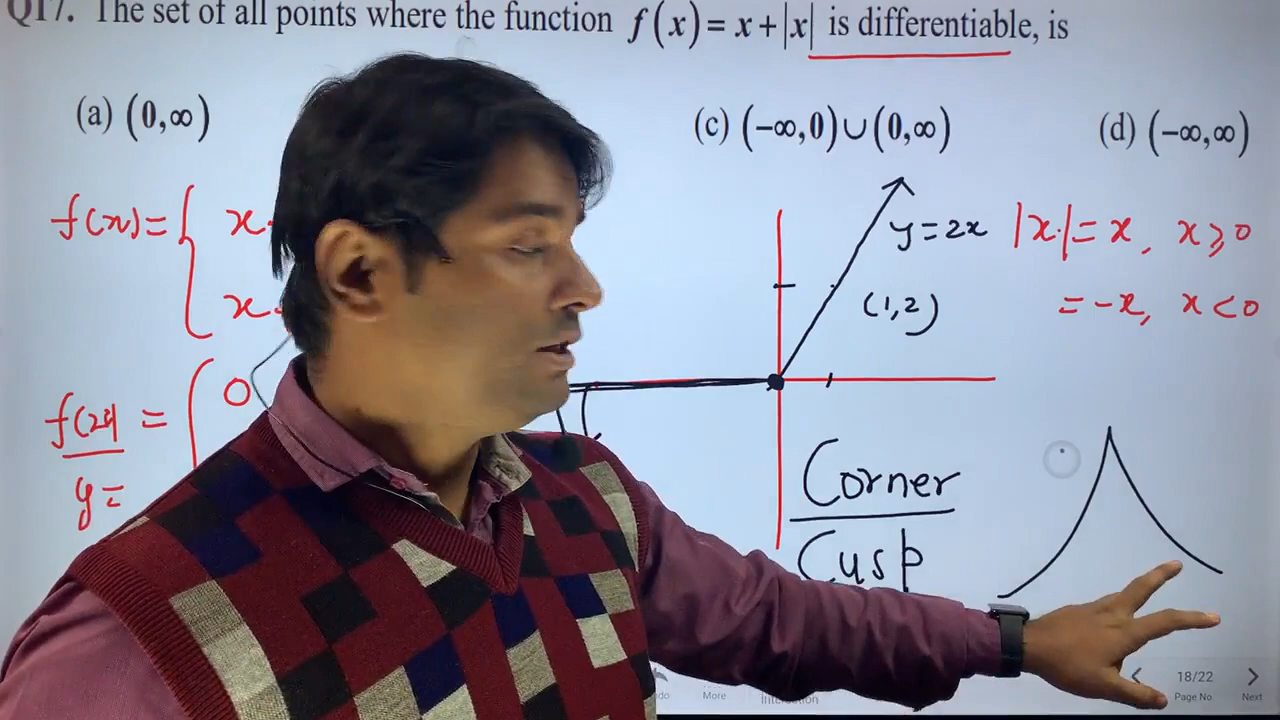 Q17. The set of all points where the function f(x) = x + |x| is differentiable, is
(a) (0,∞)
(c) (-∞,0)∪(0,∞)
(d) (-∞,∞)
f(x) = { x
x
|x| = x, x ≥ 0
= -x, x < 0
y = 2x
(1,2)
= { 0
y =
Corner
Cusp
More
18/22
Page No.
Next